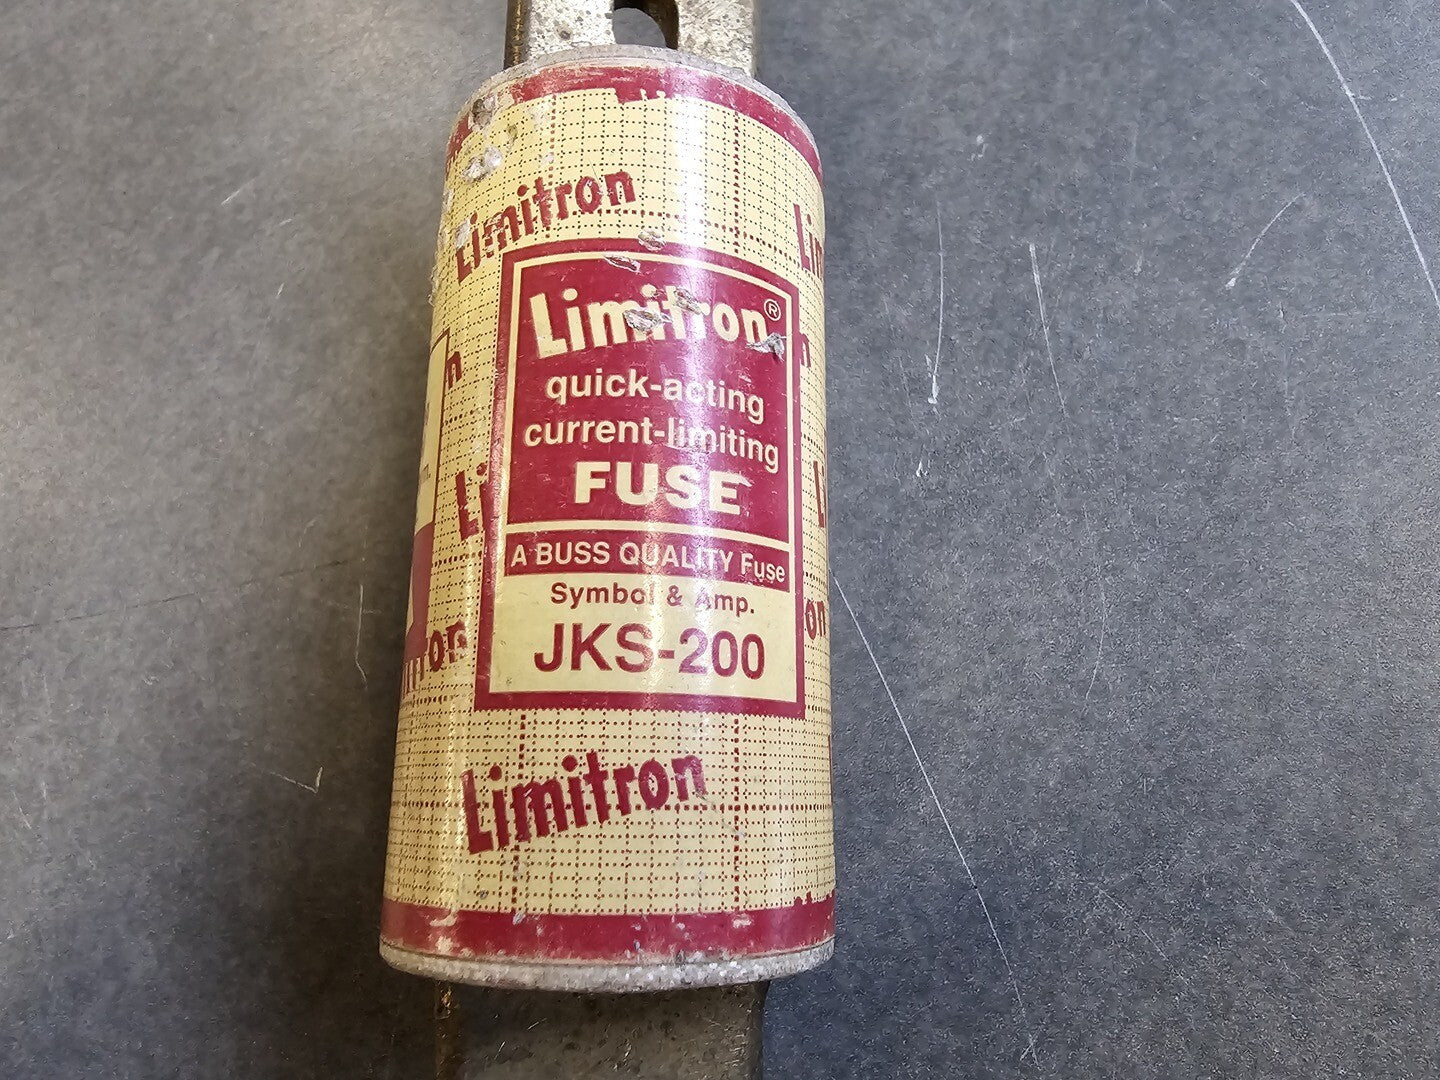 Limitron
Limitron®
quick-acting
current-limiting
FUSE
A BUSS QUALITY Fuse
Symbol & Amp.
JKS-200
Limitron